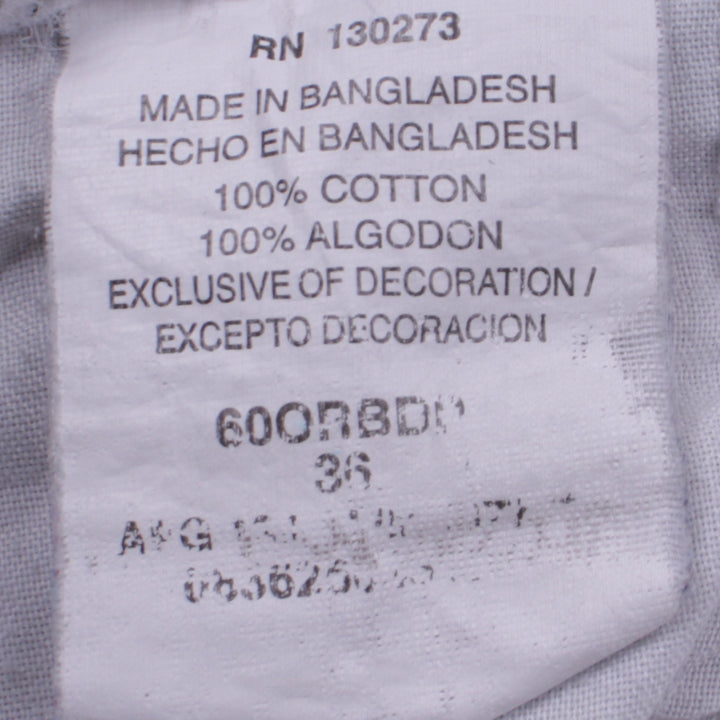 RN 130273
MADE IN BANGLADESH
HECHO EN BANGLADESH
100% COTTON
100% ALGODON
EXCLUSIVE OF DECORATION /
EXCEPTO DECORACION
36